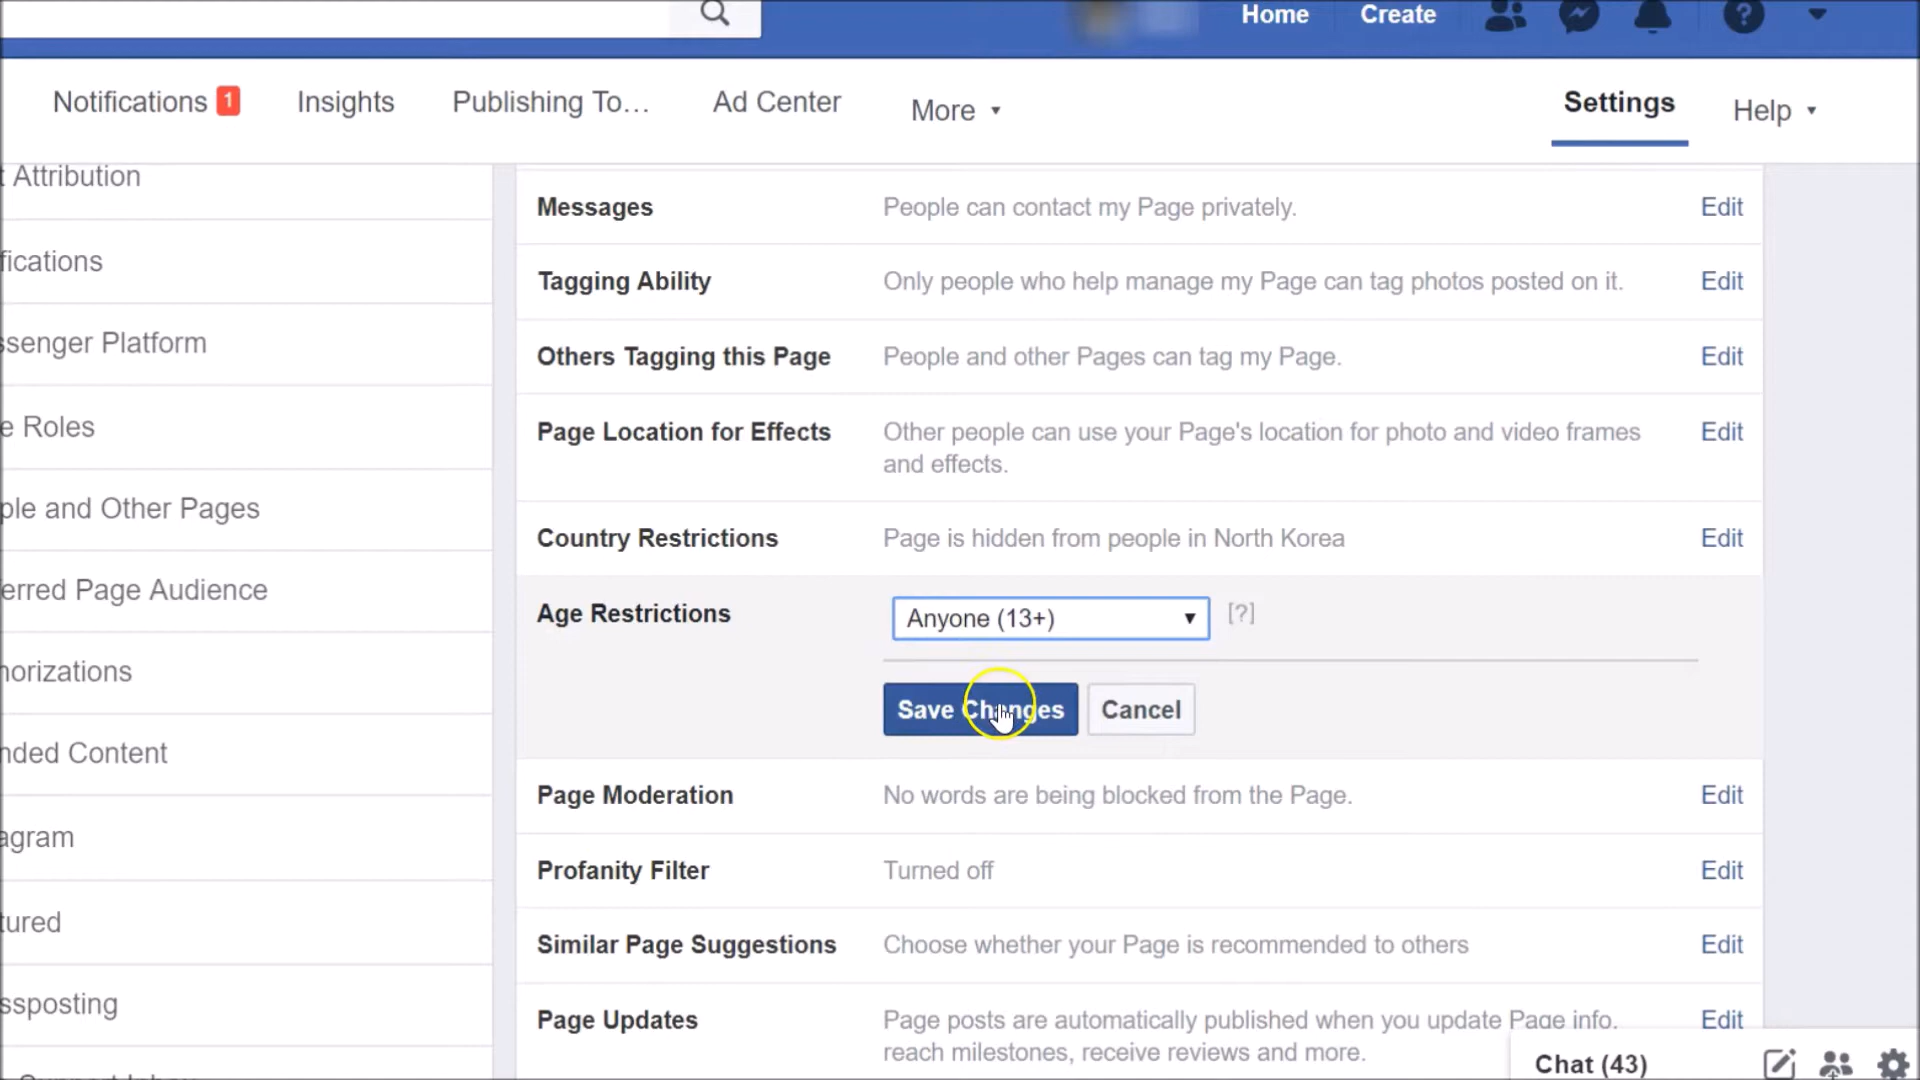 Home
Create
Notifications 1
Insights
Publishing To…
Ad Center
More
Settings
Help
t Attribution
fications
ssenger Platform
e Roles
ple and Other Pages
erred Page Audience
horizations
nded Content
agram
tured
ssposting
Messages
People can contact my Page privately.
Edit
Tagging Ability
Only people who help manage my Page can tag photos posted on it.
Edit
Others Tagging this Page
People and other Pages can tag my Page.
Edit
Page Location for Effects
Other people can use your Page's location for photo and video frames
and effects.
Edit
Country Restrictions
Page is hidden from people in North Korea
Edit
Age Restrictions
Anyone (13+)
[?]
Save Changes
Cancel
Page Moderation
No words are being blocked from the Page.
Edit
Profanity Filter
Turned off
Edit
Similar Page Suggestions
Choose whether your Page is recommended to others
Edit
Page Updates
Page posts are automatically published when you update Page info,
reach milestones, receive reviews and more.
Edit
Chat (43)